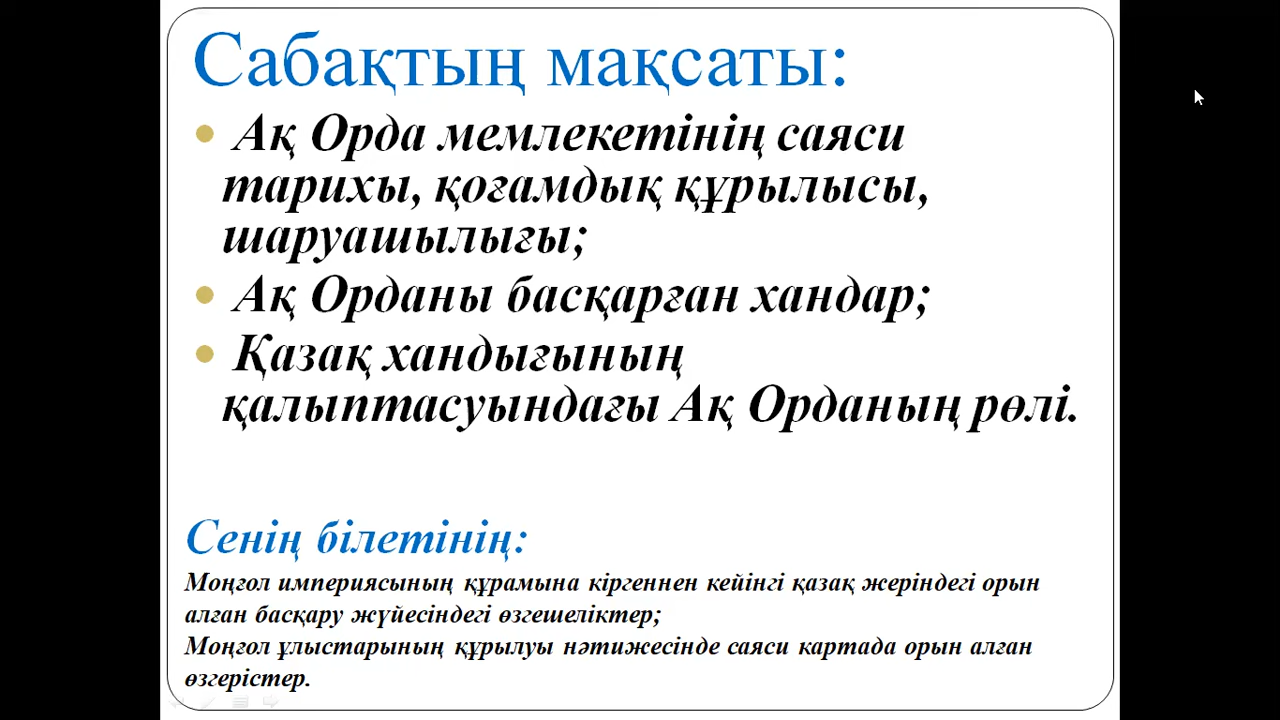 Сабақтың мақсаты:
Ақ Орда мемлекетінің саяси
тарихы, қоғамдық құрылысы,
шаруашылығы;
Ақ Орданы басқарған хандар;
Қазақ хандығының
қалыптасуындағы Ақ Орданың рөлі.
Сенің білетінің:
Моңғол империясының құрамына кіргеннен кейінгі қазақ жеріндегі орын
алған басқару жүйесіндегі өзгешеліктер;
Моңғол ұлыстарының құрылуы нәтижесінде саяси картада орын алған
өзгерістер.